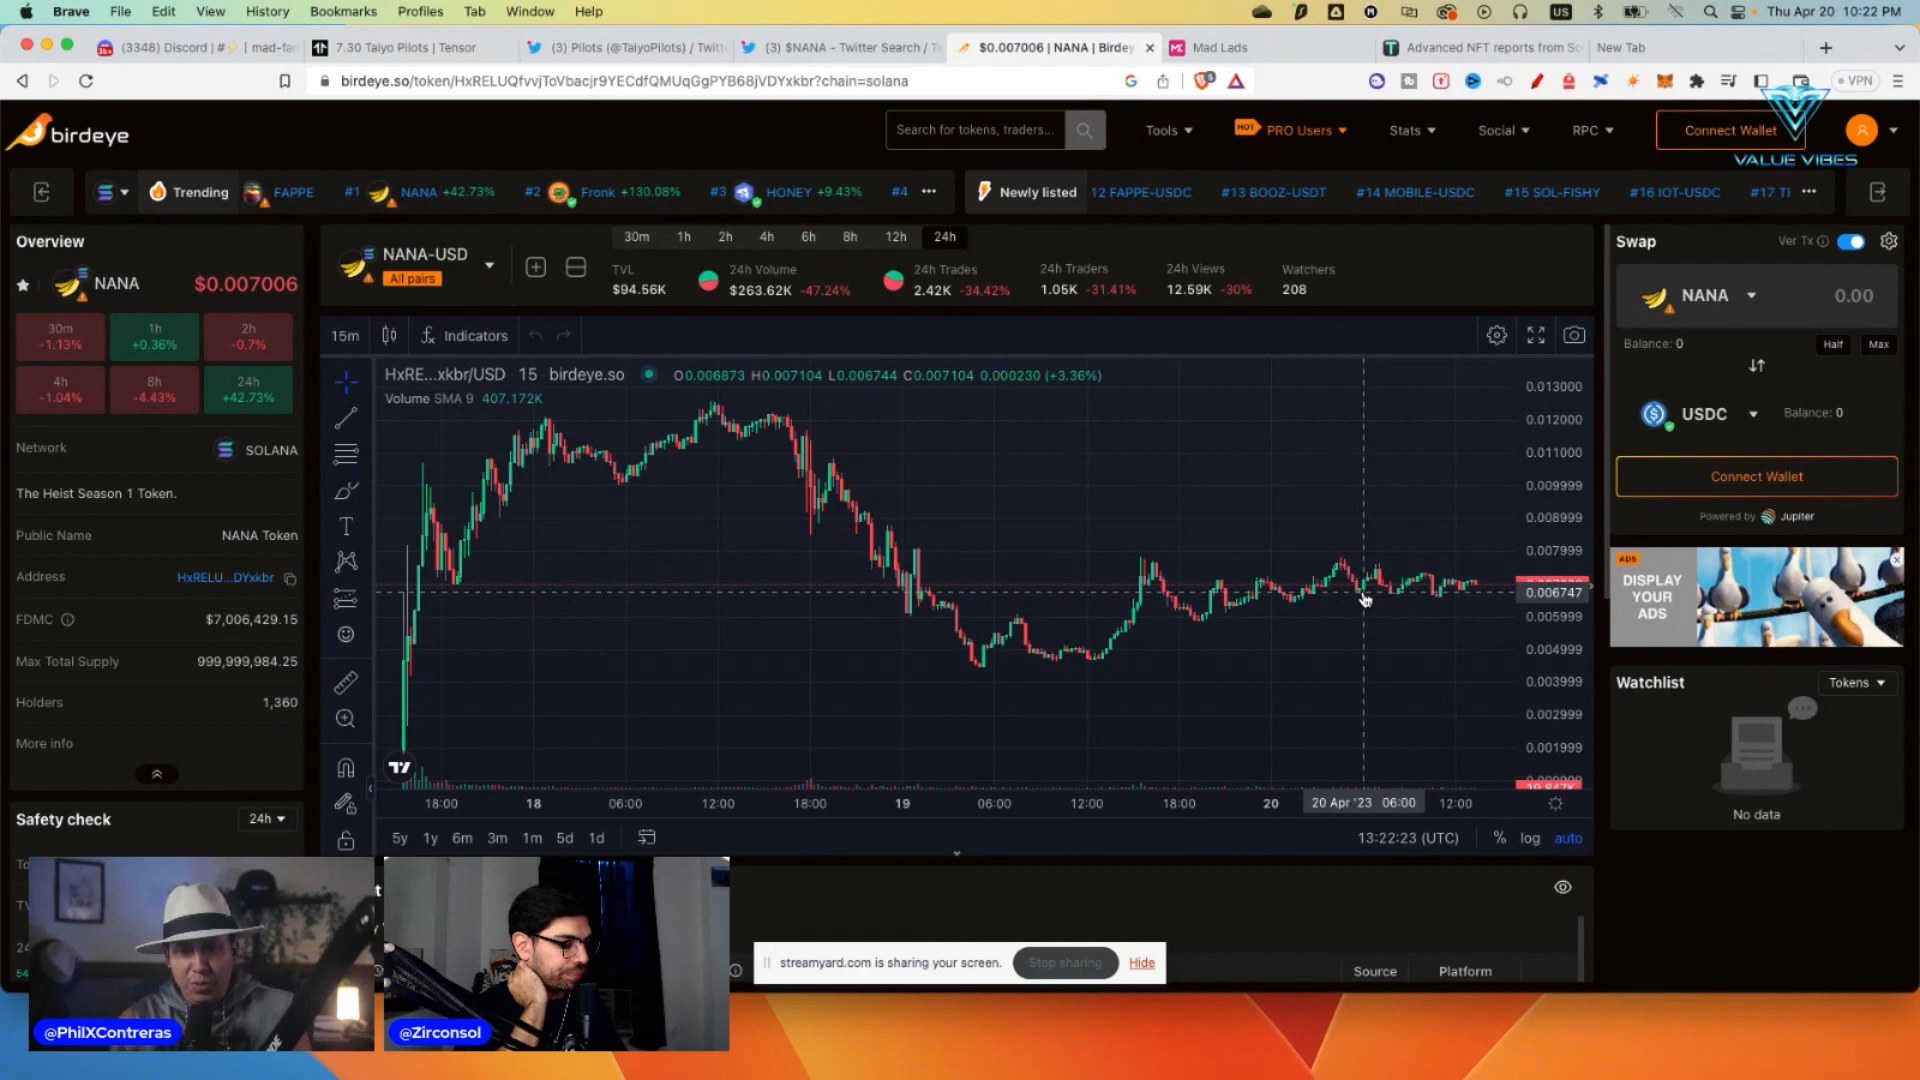 Brave File Edit View History Bookmarks Profiles Tab Window Help
US
Thu Apr 20 10:22 PM
(3348) Discord | #⚡ | mad-fam
7.30 Taiyo Pilots | Tensor
(3) Pilots (@TaiyoPilots) / Twitt
(3) $NANA - Twitter Search / T
$0.007006 | NANA | Birdey
Mad Lads
Advanced NFT reports from Sol
New Tab
birdeye.so/token/HxRELUQfvvjToVbacjr9YECdfQMUqGgPYB68jVDYxkbr?chain=solana
VPN
birdeye
Search for tokens, traders...
Tools
HOT PRO Users
Stats
Social
RPC
Connect Wallet
VALUE VIBES
Trending
FAPPE
#1 NANA +42.73%
#2 Fronk +130.08%
#3 HONEY +9.43%
#4 •••
Newly listed
12 FAPPE-USDC
#13 BOOZ-USDT
#14 MOBILE-USDC
#15 SOL-FISHY
#16 IOT-USDC
#17 TI •••
Overview
NANA $0.007006
30m -1.13%
1h +0.36%
2h -0.7%
4h -1.04%
8h -4.43%
24h +42.73%
Network SOLANA
The Heist Season 1 Token.
Public Name NANA Token
Address HxRELU...DYxkbr
FDMC $7,006,429.15
Max Total Supply 999,999,984.25
Holders 1,360
More info
Safety check 24h
NANA-USD
All pairs
30m 1h 2h 4h 6h 8h 12h 24h
TVL $94.56K
24h Volume $263.62K -47.24%
24h Trades 2.42K -34.42%
24h Traders 1.05K -31.41%
24h Views 12.59K -30%
Watchers 208
15m
Indicators
HxRE...xkbr/USD · 15 birdeye.so
O0.006873 H0.007104 L0.006744 C0.007104 0.000230 (+3.36%)
Volume SMA 9 407.172K
0.013000
0.012000
0.011000
0.009999
0.008999
0.007999
0.006747
0.005999
0.004999
0.003999
0.002999
0.001999
18:00 18 06:00 12:00 18:00 19 06:00 12:00 18:00 20 20 Apr '23 06:00 12:00
5y 1y 6m 3m 1m 5d 1d
13:22:23 (UTC) % log auto
Swap
Ver Tx
NANA 0.00
Balance: 0 Half Max
USDC Balance: 0
Connect Wallet
Powered by Jupiter
ADS
DISPLAY
YOUR
ADS
Watchlist
Tokens
No data
streamyard.com is sharing your screen. Stop sharing Hide
Source Platform
@PhilXContreras
@Zirconsol